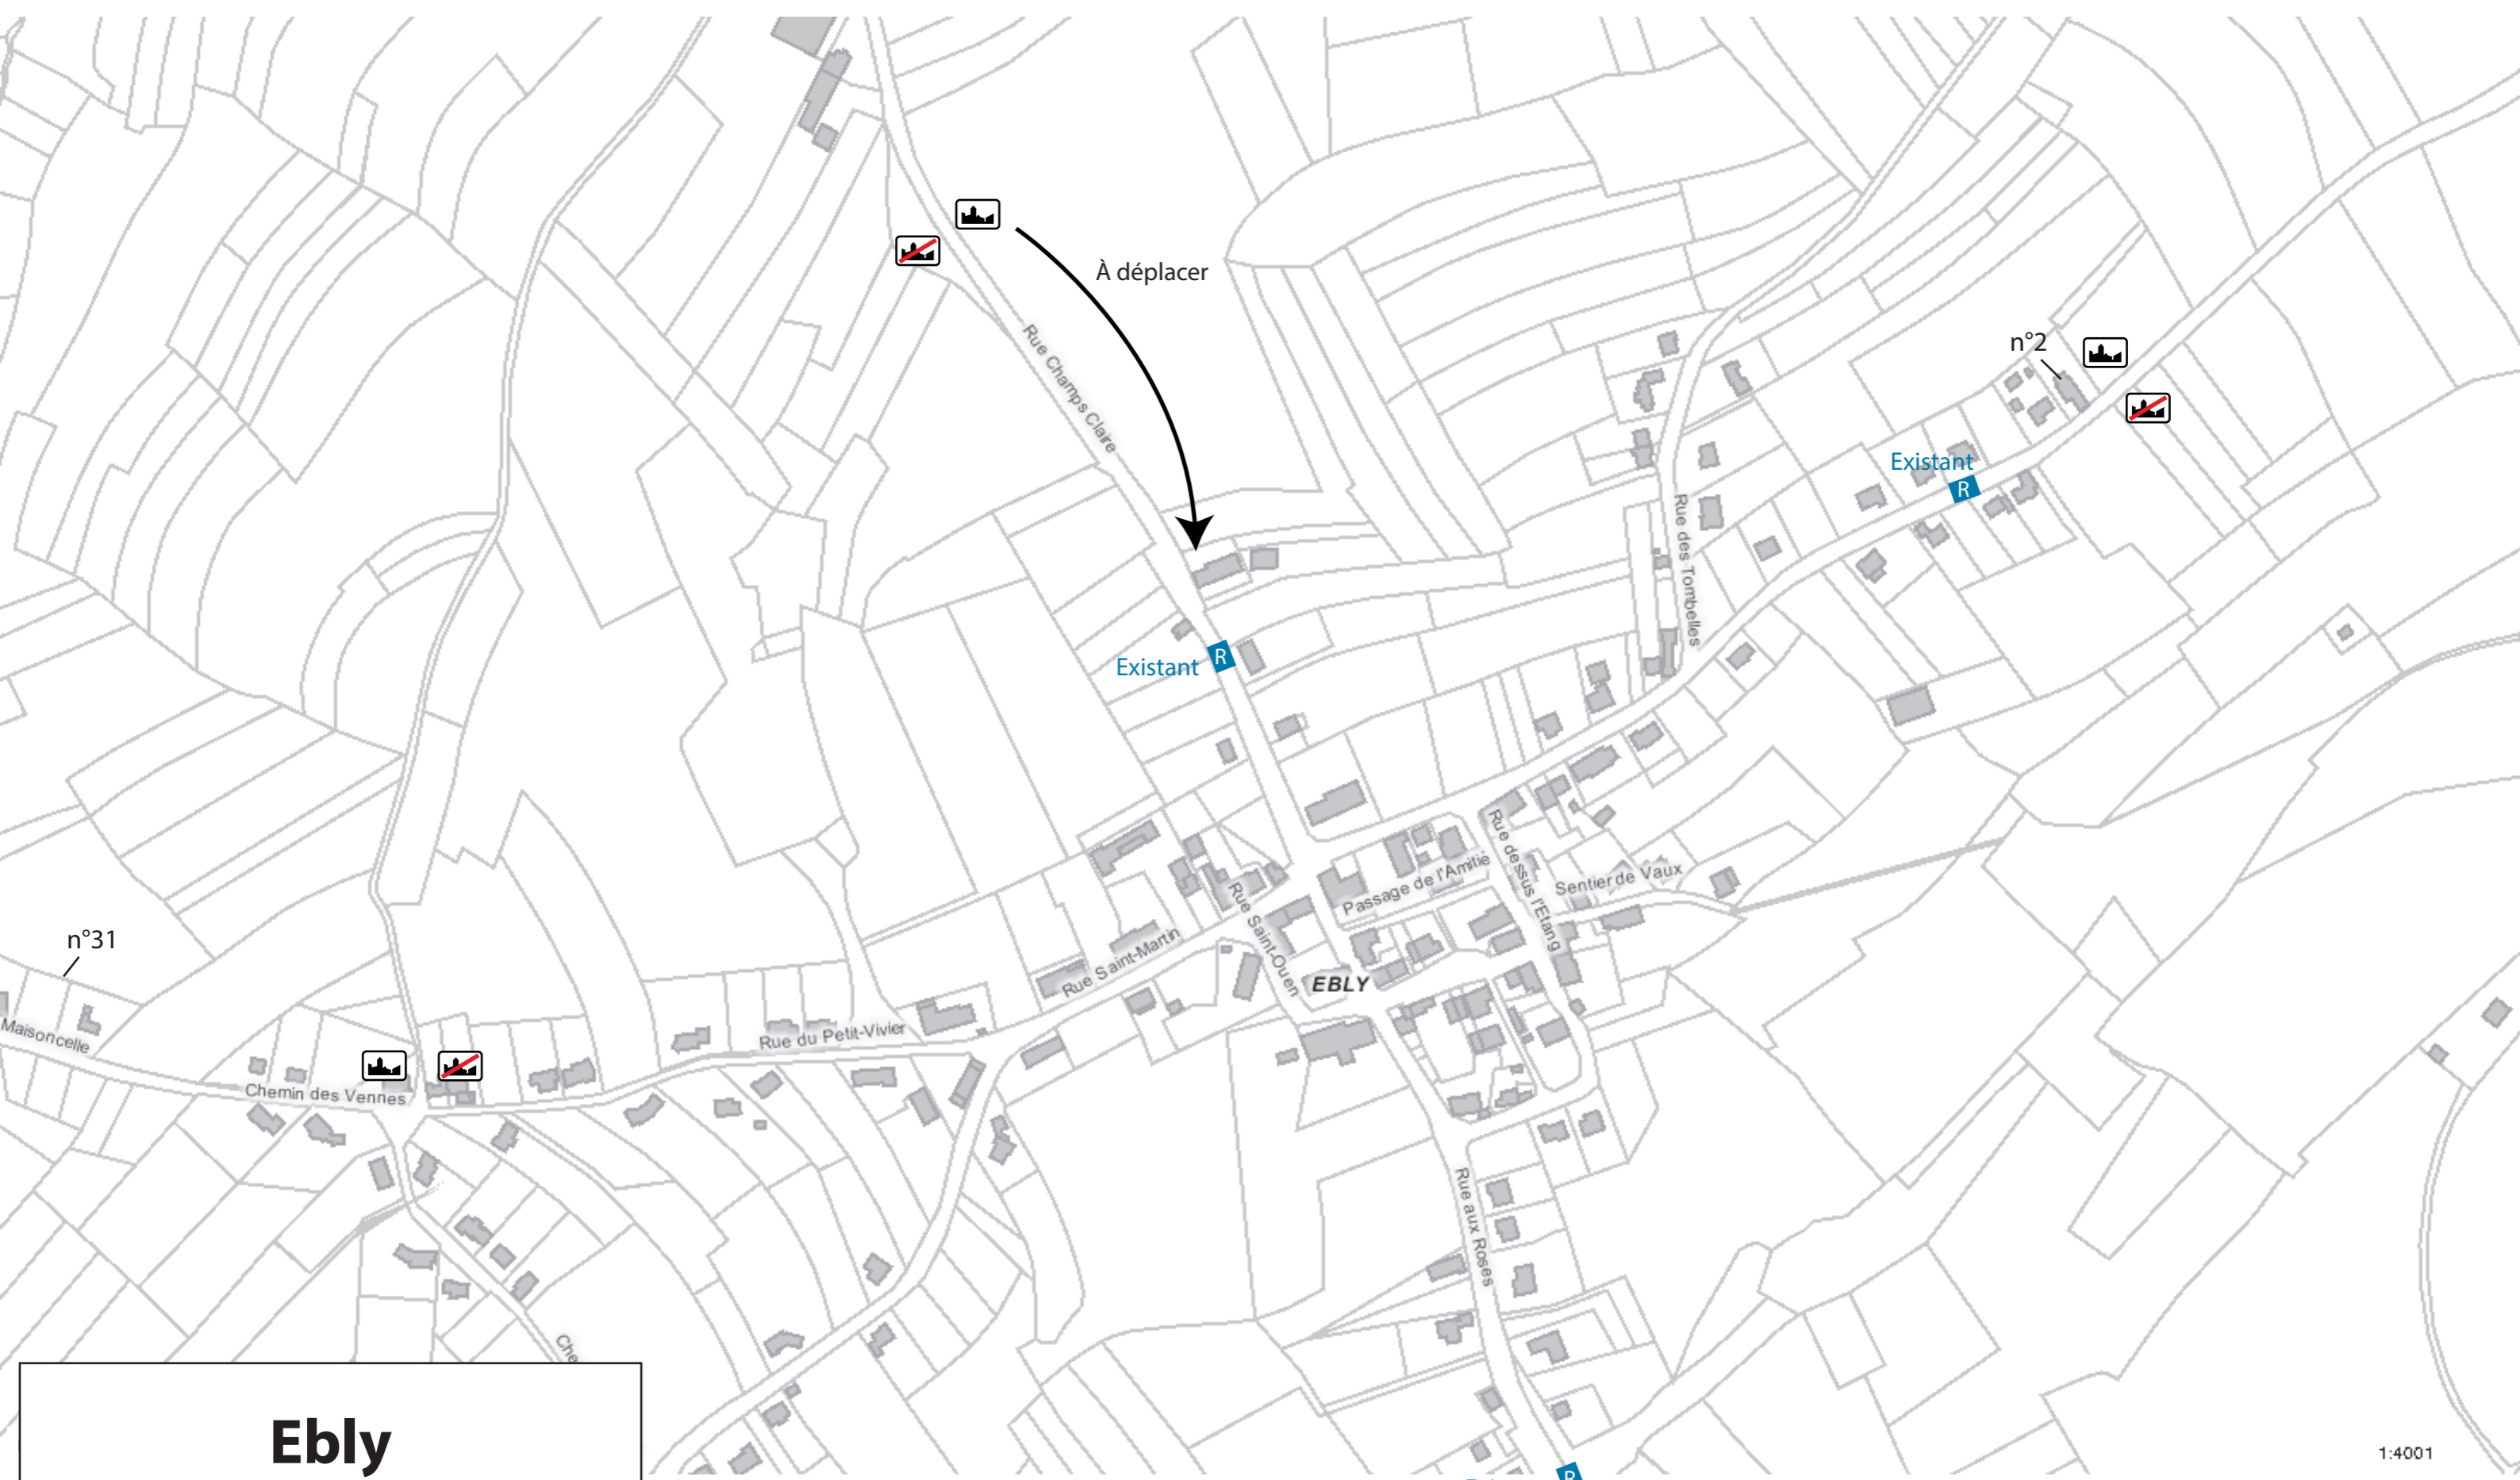 À déplacer
Rue Champs Claire
n°2
Existant
R
Rue des Tombelles
Existant
R
Rue dessus l'Etang
Passage de l'Amitié
Sentier de Vaux
Rue Saint-Martin
Rue Saint-Ouen
EBLY
n°31
Maisoncelle
Rue du Petit-Vivier
Chemin des Vennes
Rue aux Roses
Che
Ebly
1:4001
R